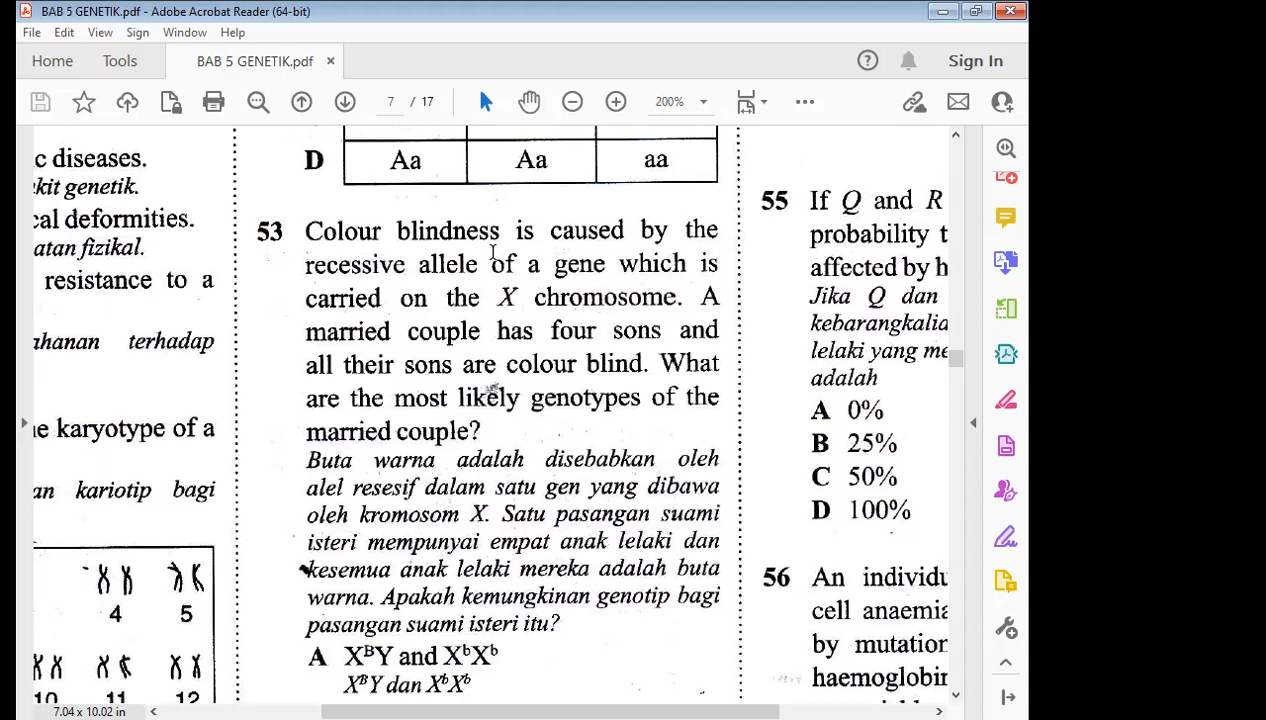 BAB 5 GENETIK.pdf - Adobe Acrobat Reader (64-bit)
File Edit View Sign Window Help
Home Tools BAB 5 GENETIK.pdf × Sign In
7 / 17 200%
c diseases.
kit genetik.
cal deformities.
atan fizikal.
resistance to a
ahanan terhadap
e karyotype of a
an kariotip bagi
4 5
10 11 12
D Aa Aa aa
53 Colour blindness is caused by the
recessive allele of a gene which is
carried on the X chromosome. A
married couple has four sons and
all their sons are colour blind. What
are the most likely genotypes of the
married couple?
Buta warna adalah disebabkan oleh
alel resesif dalam satu gen yang dibawa
oleh kromosom X. Satu pasangan suami
isteri mempunyai empat anak lelaki dan
kesemua anak lelaki mereka adalah buta
warna. Apakah kemungkinan genotip bagi
pasangan suami isteri itu?
A XᴮY and XᵇXᵇ
XᴮY dan XᵇXᵇ
55 If Q and R
probability t
affected by h
Jika Q dan
kebarangkalia
lelaki yang me
adalah
A 0%
B 25%
C 50%
D 100%
56 An individu
cell anaemia
by mutation
haemoglobin
7.04 x 10.02 in